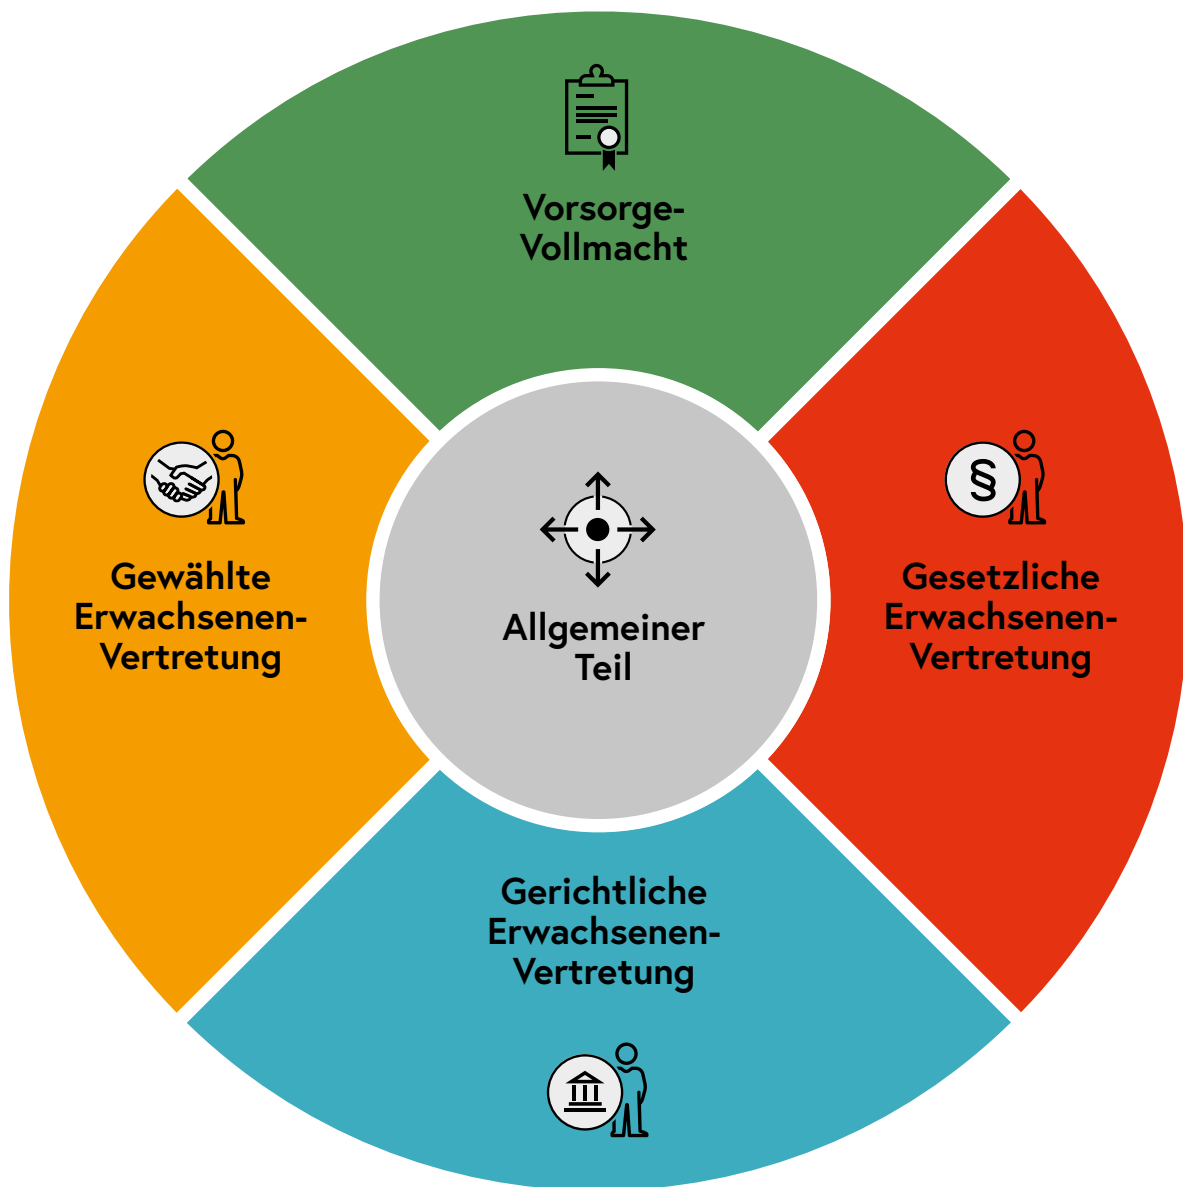 Vorsorge-
Vollmacht
Gewählte
Erwachsenen-
Vertretung
§
Gesetzliche
Erwachsenen-
Vertretung
Allgemeiner
Teil
Gerichtliche
Erwachsenen-
Vertretung